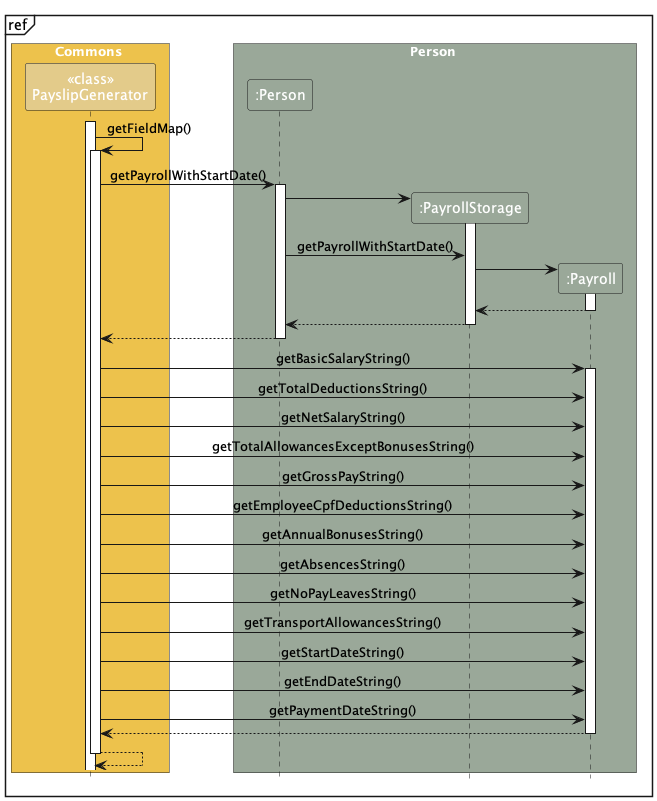 ref
Commons
Person
«class»
PayslipGenerator
:Person
getFieldMap()
getPayrollWithStartDate()
:PayrollStorage
getPayrollWithStartDate()
:Payroll
getBasicSalaryString()
getTotalDeductionsString()
getNetSalaryString()
getTotalAllowancesExceptBonusesString()
getGrossPayString()
getEmployeeCpfDeductionsString()
getAnnualBonusesString()
getAbsencesString()
getNoPayLeavesString()
getTransportAllowancesString()
getStartDateString()
getEndDateString()
getPaymentDateString()